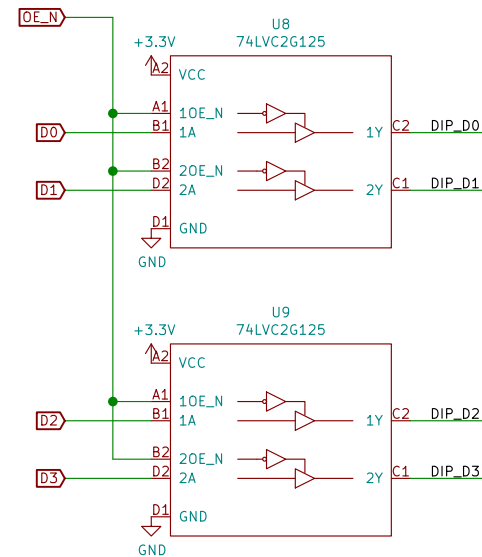 OE_N
U8
+3.3V
74LVC2G125
A2
VCC
A1
1OE_N
D0
B1
1A
1Y
C2
DIP_D0
B2
2OE_N
D1
D2
2A
2Y
C1
DIP_D1
D1
GND
GND
U9
+3.3V
74LVC2G125
A2
VCC
A1
1OE_N
D2
B1
1A
1Y
C2
DIP_D2
B2
2OE_N
D3
D2
2A
2Y
C1
DIP_D3
D1
GND
GND